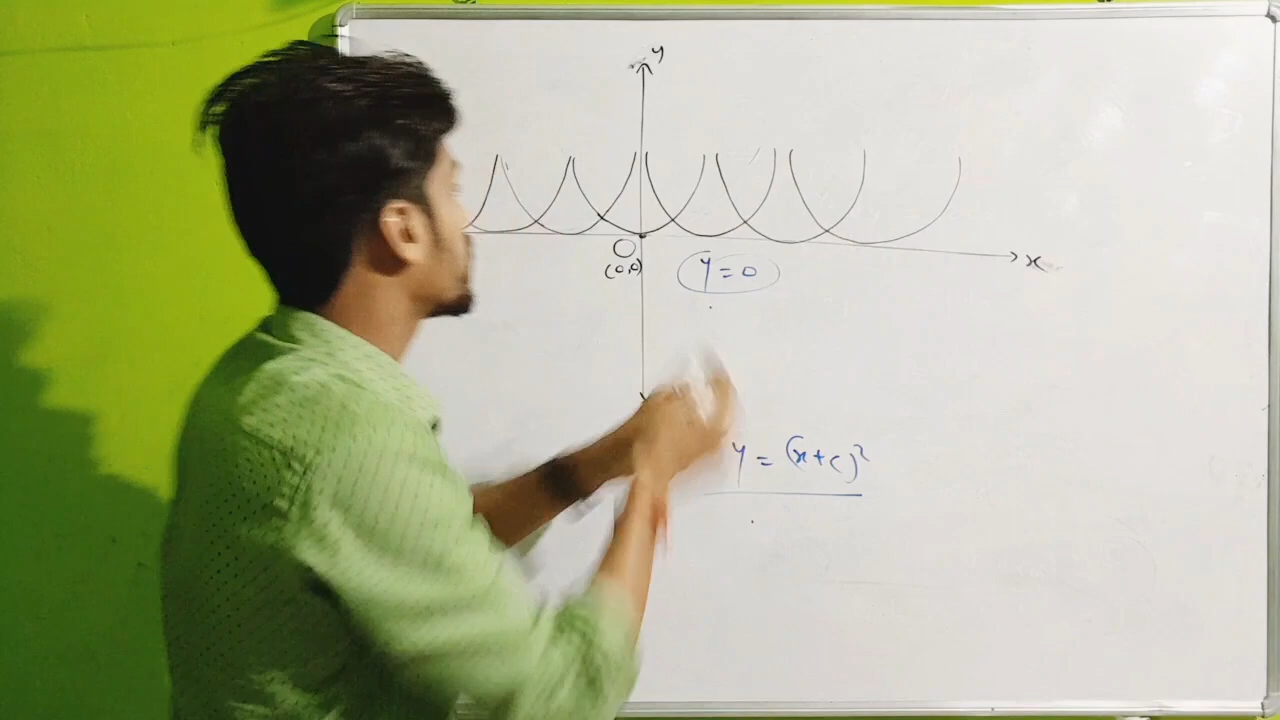 y
O
(0,0)
y = 0
x
y = (x+c)²